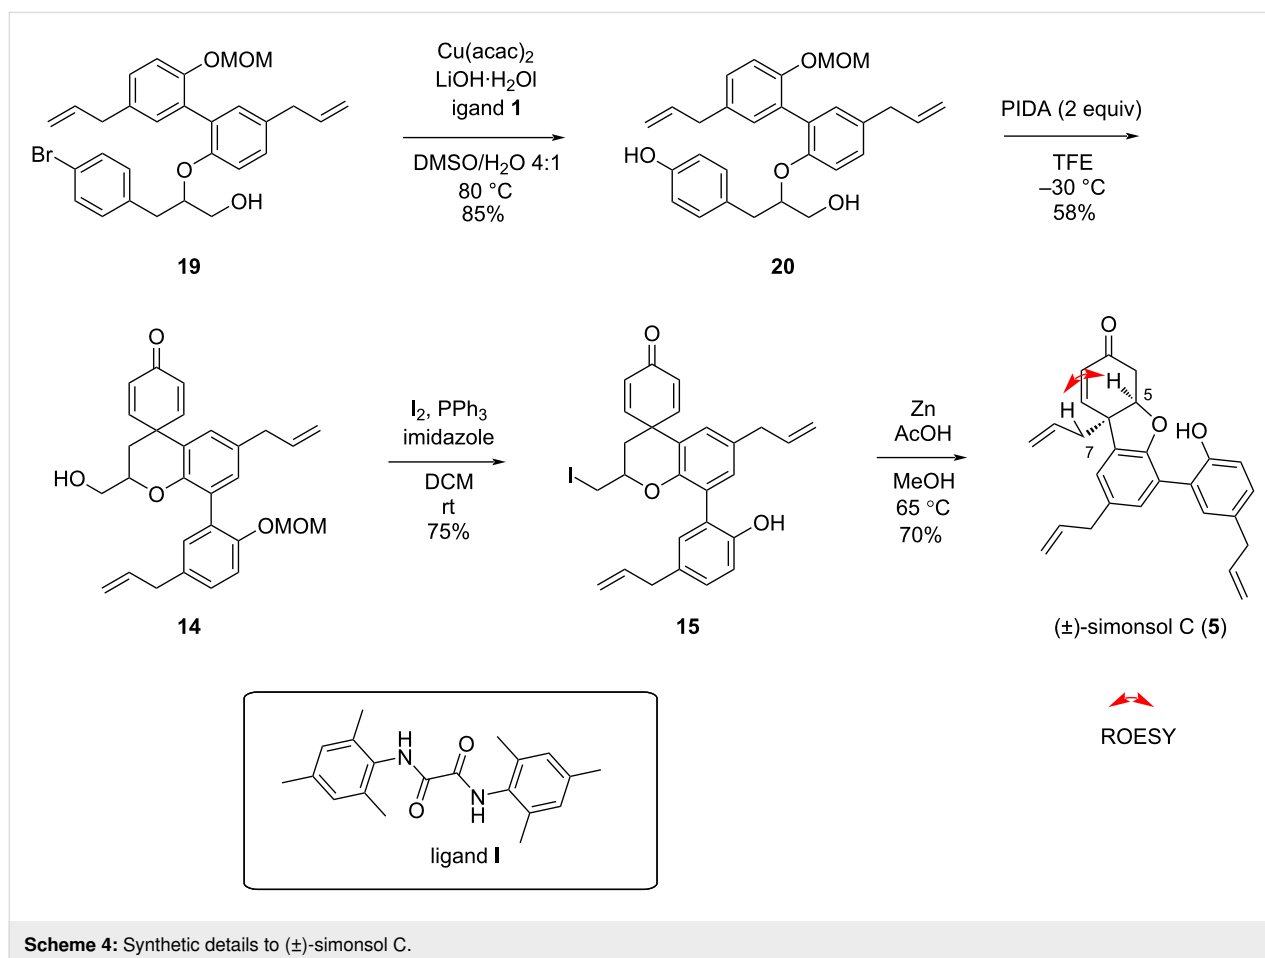 OMOM
Br
O
OH
19
Cu(acac)2
LiOH·H2Ol
igand 1
DMSO/H2O 4:1
80 °C
85%
OMOM
HO
O
OH
20
PIDA (2 equiv)
TFE
–30 °C
58%
O
HO
O
OMOM
14
I2, PPh3
imidazole
DCM
rt
75%
O
I
O
OH
15
Zn
AcOH
MeOH
65 °C
70%
O
H
5
H
O
HO
7
(±)-simonsol C (5)
ROESY
H
N
O
O
N
H
ligand I
Scheme 4: Synthetic details to (±)-simonsol C.